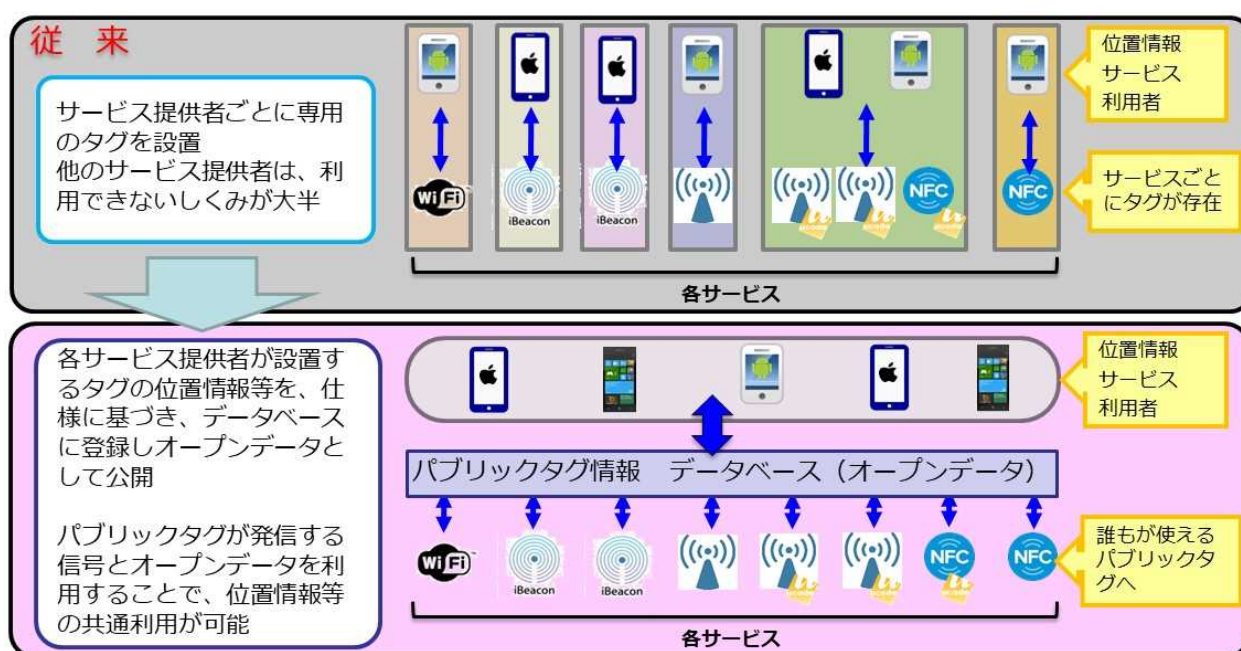 従 来
サービス提供者ごとに専用
のタグを設置
他のサービス提供者は、利
用できないしくみが大半
位置情報
サービス
利用者
WiFi
iBeacon
iBeacon
NFC
NFC
サービスごと
にタグが存在
各サービス
各サービス提供者が設置す
るタグの位置情報等を、仕
様に基づき、データベース
に登録しオープンデータと
して公開
パブリックタグが発信する
信号とオープンデータを利
用することで、位置情報等
の共通利用が可能
位置情報
サービス
利用者
パブリックタグ情報 データベース（オープンデータ）
WiFi
iBeacon
iBeacon
NFC
NFC
誰もが使える
パブリックタ
グへ
各サービス